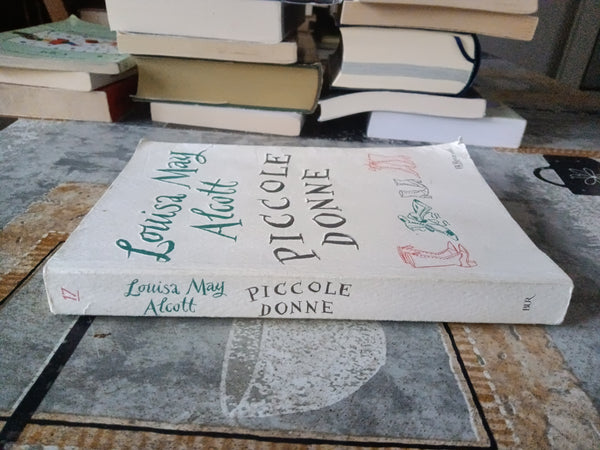 Louisa May
Alcott
PICCOLE
DONNE
17
Louisa May
Alcott
PICCOLE
DONNE
BUR